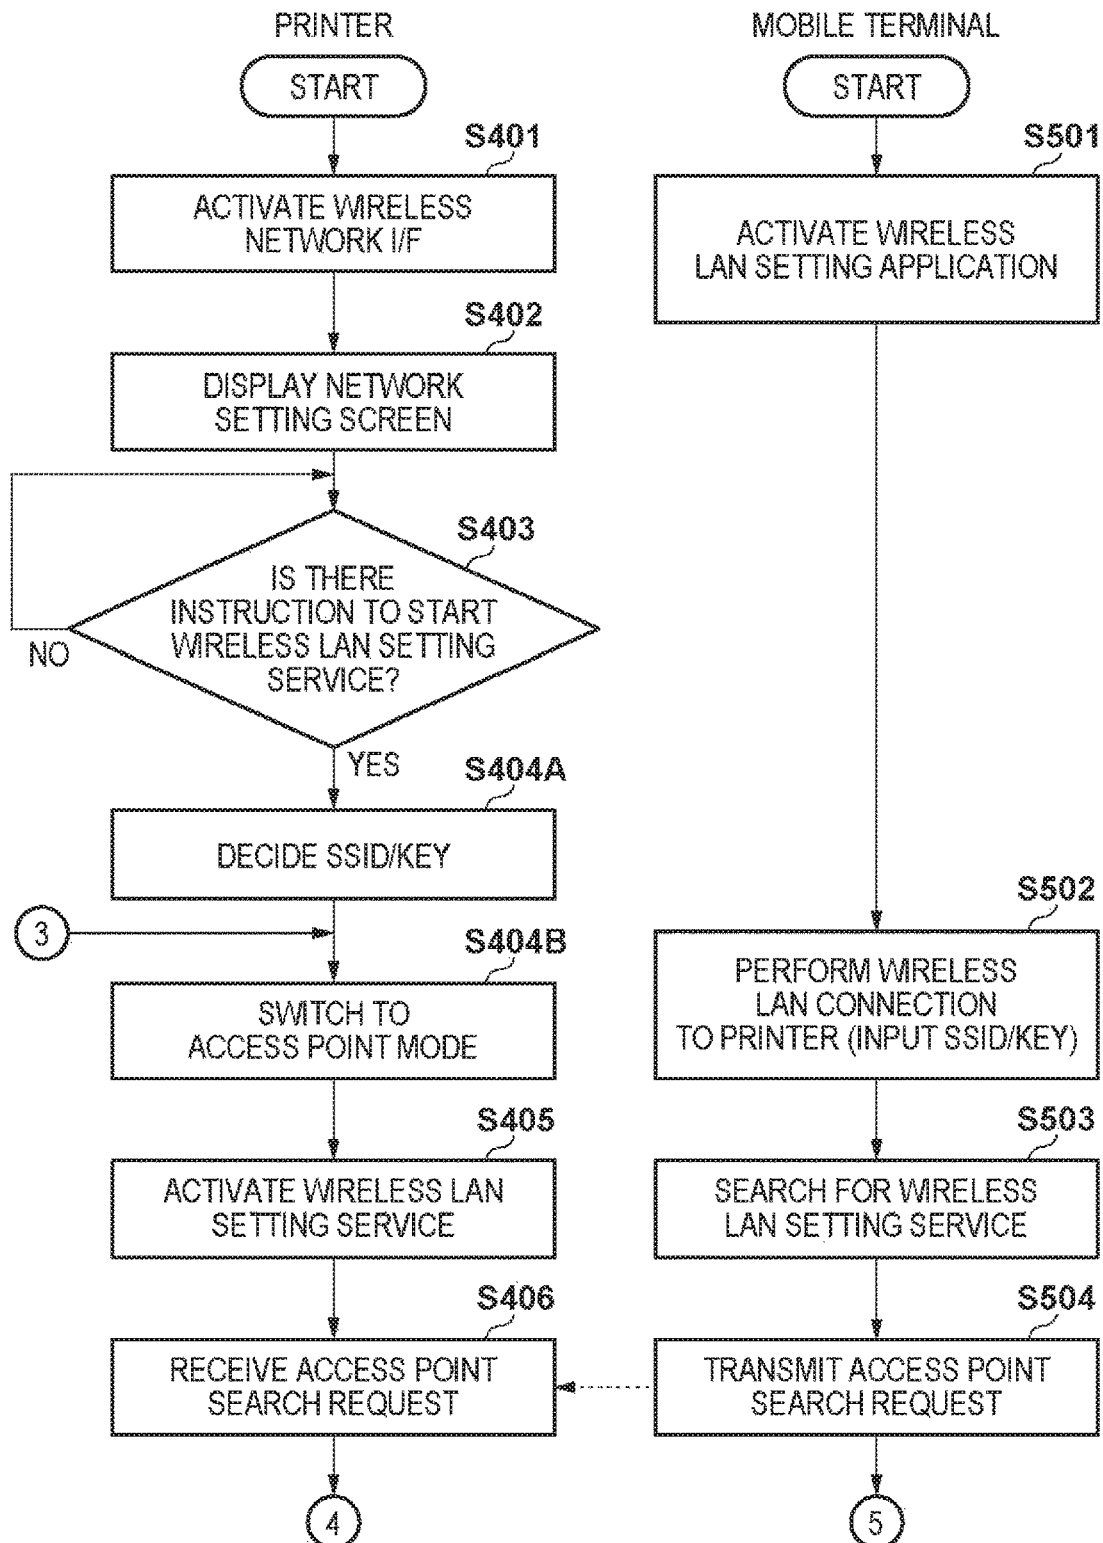 PRINTER
START
S401
ACTIVATE WIRELESS
NETWORK I/F
S402
DISPLAY NETWORK
SETTING SCREEN
S403
IS THERE
INSTRUCTION TO START
WIRELESS LAN SETTING
SERVICE?
NO
YES
S404A
DECIDE SSID/KEY
3
S404B
SWITCH TO
ACCESS POINT MODE
S405
ACTIVATE WIRELESS LAN
SETTING SERVICE
S406
RECEIVE ACCESS POINT
SEARCH REQUEST
4
MOBILE TERMINAL
START
S501
ACTIVATE WIRELESS
LAN SETTING APPLICATION
S502
PERFORM WIRELESS
LAN CONNECTION
TO PRINTER (INPUT SSID/KEY)
S503
SEARCH FOR WIRELESS
LAN SETTING SERVICE
S504
TRANSMIT ACCESS POINT
SEARCH REQUEST
5